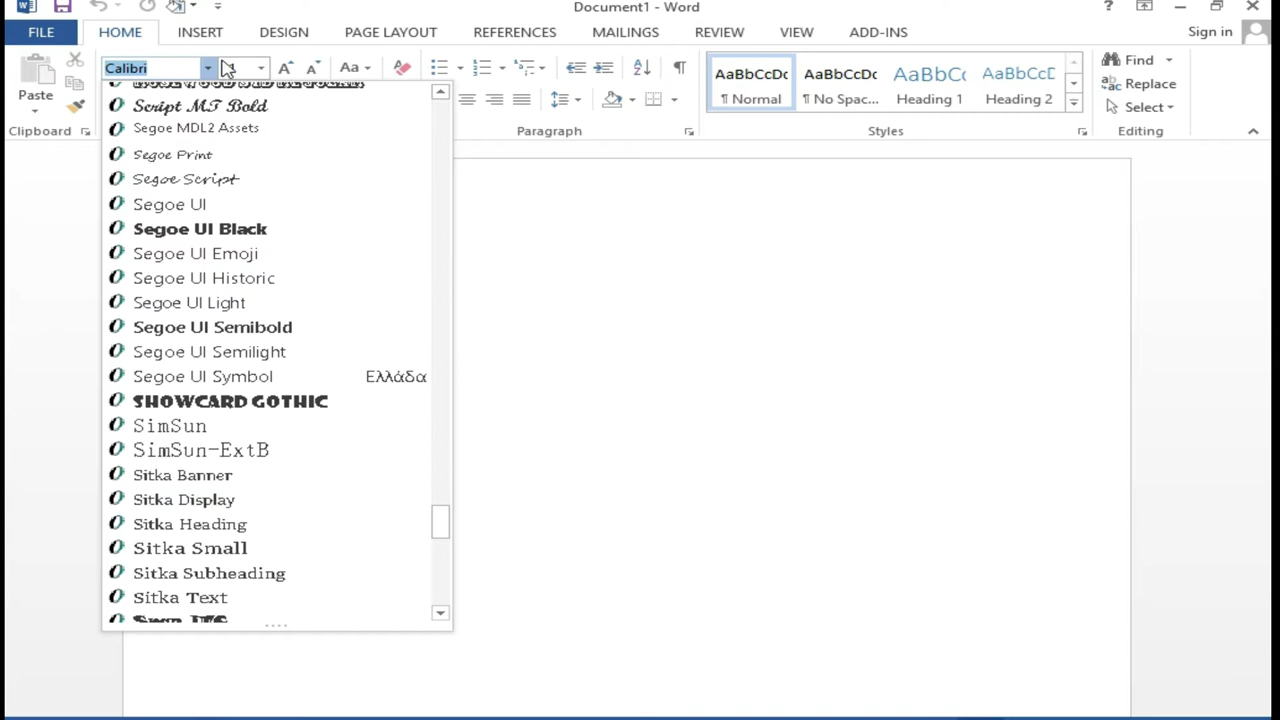 Document1 - Word
?
FILE
HOME
INSERT
DESIGN
PAGE LAYOUT
REFERENCES
MAILINGS
REVIEW
VIEW
ADD-INS
Sign in
Paste
Calibri
Aa
AaBbCcDc
AaBbCcDc
AaBbCc
AaBbCcD
¶ Normal
¶ No Spac...
Heading 1
Heading 2
Find
Replace
Select
Clipboard
Paragraph
Styles
Editing
Script MT Bold
Segoe MDL2 Assets
Segoe Print
Segoe Script
Segoe UI
Segoe UI Black
Segoe UI Emoji
Segoe UI Historic
Segoe UI Light
Segoe UI Semibold
Segoe UI Semilight
Segoe UI Symbol Ελλάδα
SHOWCARD GOTHIC
SimSun
SimSun-ExtB
Sitka Banner
Sitka Display
Sitka Heading
Sitka Small
Sitka Subheading
Sitka Text